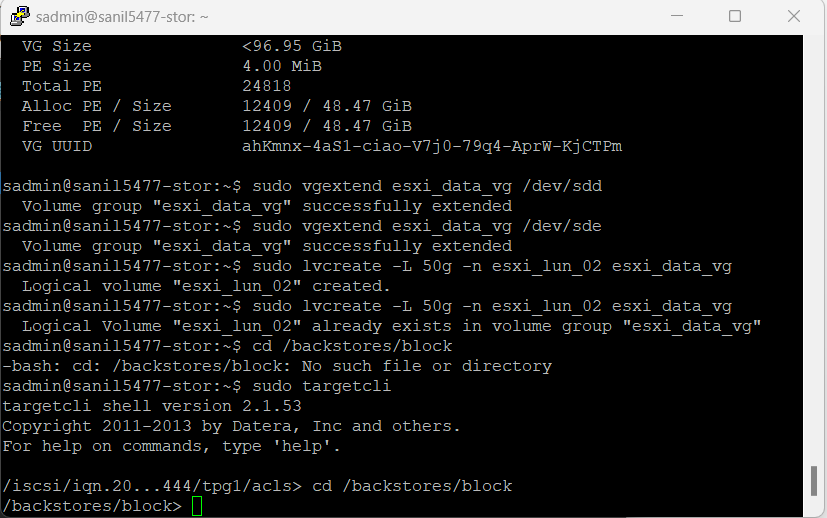 sadmin@sanil5477-stor: ~
VG Size <96.95 GiB
PE Size 4.00 MiB
Total PE 24818
Alloc PE / Size 12409 / 48.47 GiB
Free  PE / Size 12409 / 48.47 GiB
VG UUID ahKmnx-4aS1-ciao-V7j0-79q4-AprW-KjCTPm
sadmin@sanil5477-stor:~$ sudo vgextend esxi_data_vg /dev/sdd
Volume group "esxi_data_vg" successfully extended
sadmin@sanil5477-stor:~$ sudo vgextend esxi_data_vg /dev/sde
Volume group "esxi_data_vg" successfully extended
sadmin@sanil5477-stor:~$ sudo lvcreate -L 50g -n esxi_lun_02 esxi_data_vg
Logical volume "esxi_lun_02" created.
sadmin@sanil5477-stor:~$ sudo lvcreate -L 50g -n esxi_lun_02 esxi_data_vg
Logical Volume "esxi_lun_02" already exists in volume group "esxi_data_vg"
sadmin@sanil5477-stor:~$ cd /backstores/block
-bash: cd: /backstores/block: No such file or directory
sadmin@sanil5477-stor:~$ sudo targetcli
targetcli shell version 2.1.53
Copyright 2011-2013 by Datera, Inc and others.
For help on commands, type 'help'.
/iscsi/iqn.20...444/tpg1/acls> cd /backstores/block
/backstores/block>